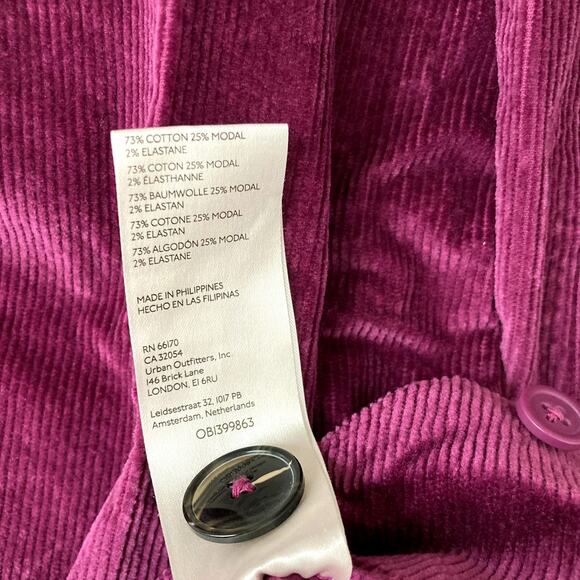 73% COTTON 25% MODAL
2% ELASTANE
73% COTON 25% MODAL
2% ÉLASTHANNE
73% BAUMWOLLE 25% MODAL
2% ELASTAN
73% COTONE 25% MODAL
2% ELASTAN
73% ALGODÓN 25% MODAL
2% ELASTANE
MADE IN PHILIPPINES
HECHO EN LAS FILIPINAS
RN 66170
CA 32054
Urban Outfitters, Inc.
146 Brick Lane
LONDON, E1 6RU
Leidsestraat 32, 1017 PB
Amsterdam, Netherlands
OB1399863